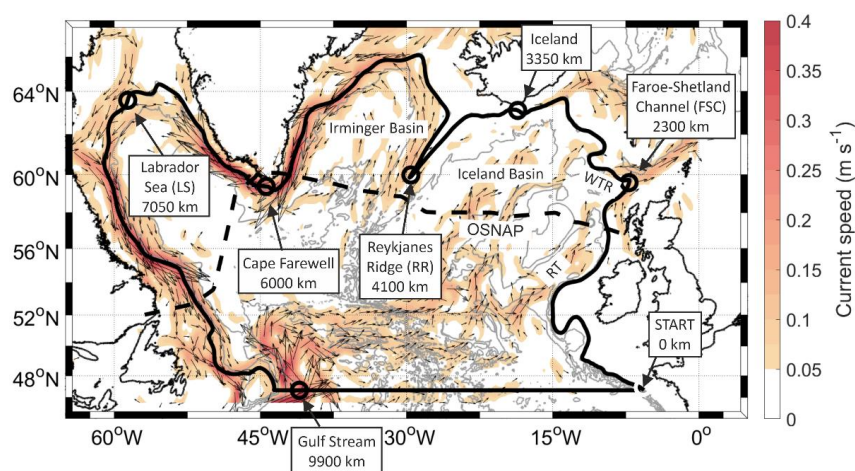 Iceland
3350 km
Faroe-Shetland
Channel (FSC)
2300 km
Irminger Basin
Labrador
Sea (LS)
7050 km
Iceland Basin
WTR
OSNAP
Cape Farewell
6000 km
Reykjanes
Ridge (RR)
4100 km
RT
START
0 km
Gulf Stream
9900 km
64°N
60°N
56°N
52°N
48°N
60°W
45°W
30°W
15°W
0°
0.4
0.35
0.3
0.25
0.2
0.15
0.1
0.05
0
Current speed (m s⁻¹)